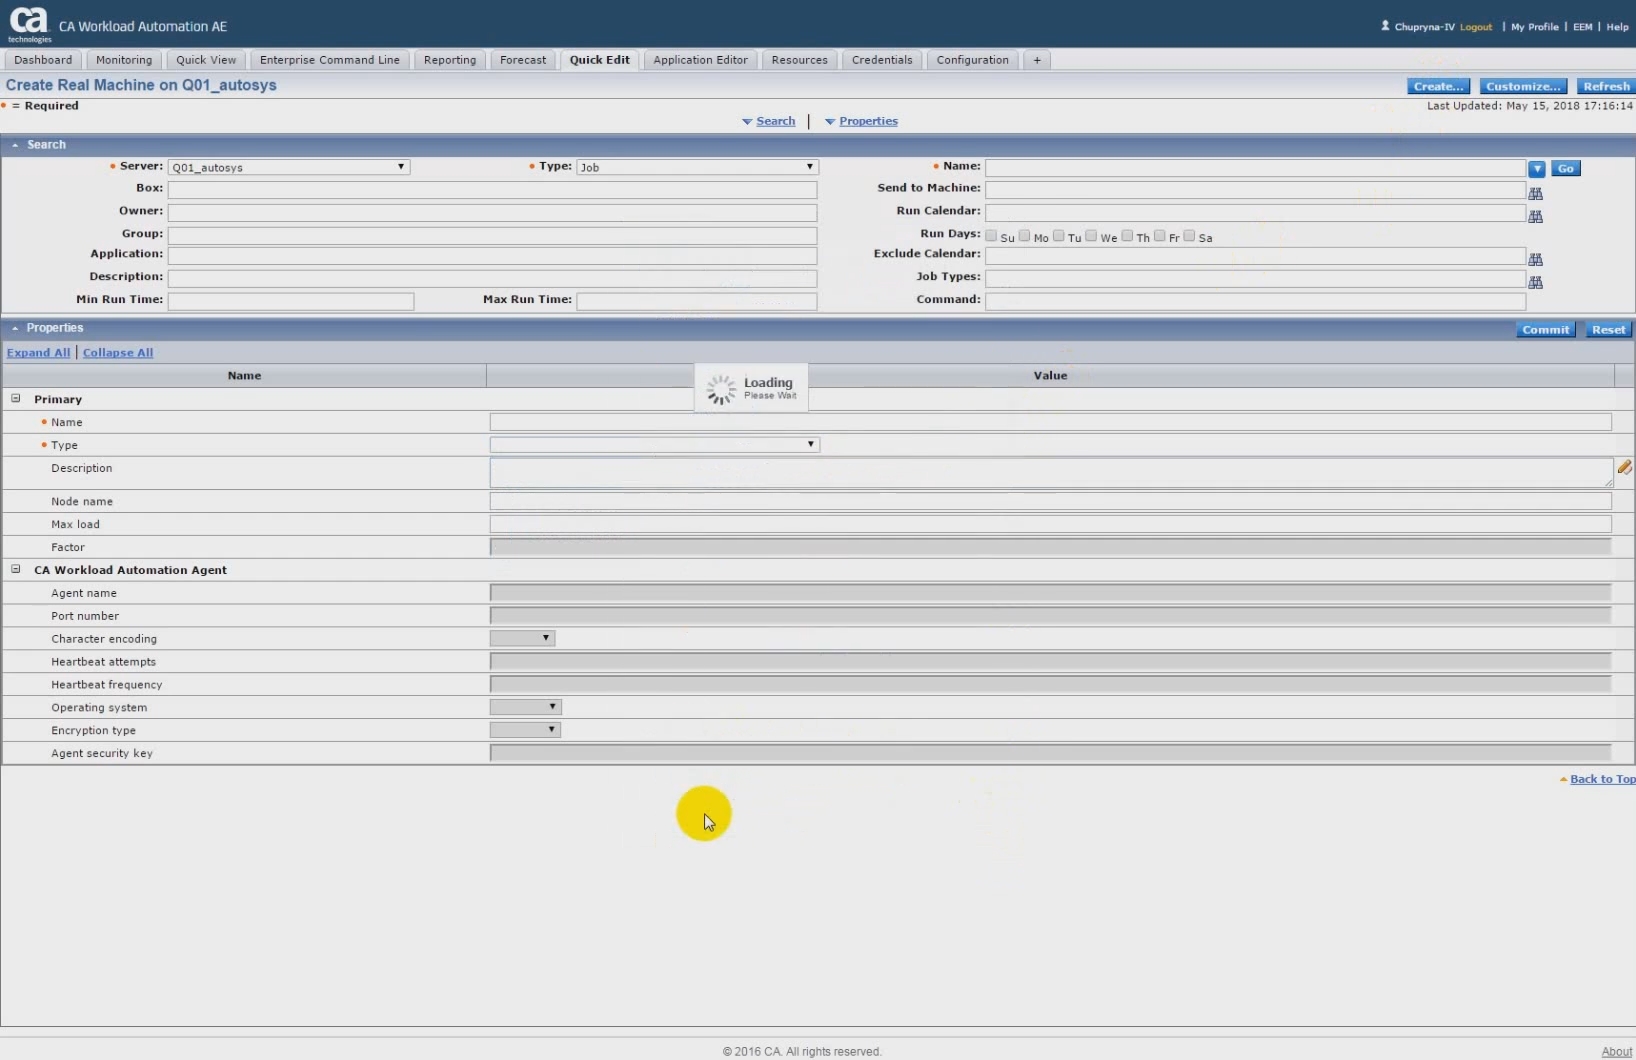 ca
technologies
CA Workload Automation AE
Chupryna-IV Logout | My Profile | EEM | Help
Dashboard Monitoring Quick View Enterprise Command Line Reporting Forecast Quick Edit Application Editor Resources Credentials Configuration +
Create Real Machine on Q01_autosys
Create... Customize... Refresh
= Required
Last Updated: May 15, 2018 17:16:14
Search | Properties
Search
Server: Q01_autosys Type: Job Name: Go
Box: Send to Machine:
Owner: Run Calendar:
Group: Run Days: Su Mo Tu We Th Fr Sa
Application: Exclude Calendar:
Description: Job Types:
Min Run Time: Max Run Time: Command:
Properties
Commit Reset
Expand All | Collapse All
Name Value
Loading
Please Wait
Primary
Name
Type
Description
Node name
Max load
Factor
CA Workload Automation Agent
Agent name
Port number
Character encoding
Heartbeat attempts
Heartbeat frequency
Operating system
Encryption type
Agent security key
Back to Top
© 2016 CA. All rights reserved.
About